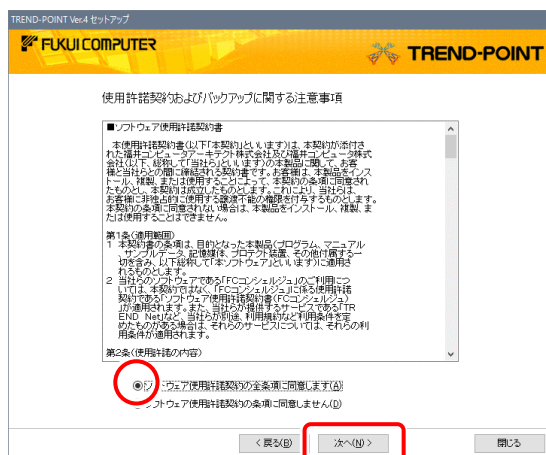 TREND-POINT Ver.4 セットアップ
FUKUI COMPUTER
TREND-POINT
使用許諾契約およびバックアップに関する注意事項
■ソフトウェア使用許諾契約書
本使用許諾契約書(以下「本契約」といいます)は、本契約が添付さ
れた福井コンピュータアーキテクト株式会社及び福井コンピュータ株式
会社(以下、総称して「当社ら」といいます)の本製品に関して、お客
様と当社らとの間に締結される契約書です。お客様は、本製品をインス
トール、複製、または使用することによって、本契約の条項に同意され
たものとし、本契約は成立したものとします。これにより、当社らは、
お客様に非独占的に使用する譲渡不能の権限を付与するものとします。
本契約の条項に同意されない場合は、本製品をインストール、複製、ま
たは使用することはできません。
第1条(適用範囲)
1 本契約書の条項は、目的となった本製品(プログラム、マニュアル
、サンプルデータ、記憶媒体、プロテクト装置、その他付属する一
切を含み、以下総称して「本ソフトウェア」といいます)に適用さ
れるものとします。
2 当社らのソフトウェアである「FCコンシェルジュ」のご利用につ
いては、本契約ではなく、「FCコンシェルジュ」に係る使用許諾
契約である「ソフトウェア使用許諾契約書(FCコンシェルジュ)
」が適用されます。また、当社らが提供するサービスである「TR
END Net」など、当社らが別途、利用規約など利用条件を定
めたものがある場合は、それらのサービスについては、それらの利
用条件が適用されます。
第2条(使用許諾の内容)
ソフトウェア使用許諾契約の全条項に同意します(A)
ソフトウェア使用許諾契約の条項に同意しません(D)
< 戻る(B)
次へ(N) >
閉じる